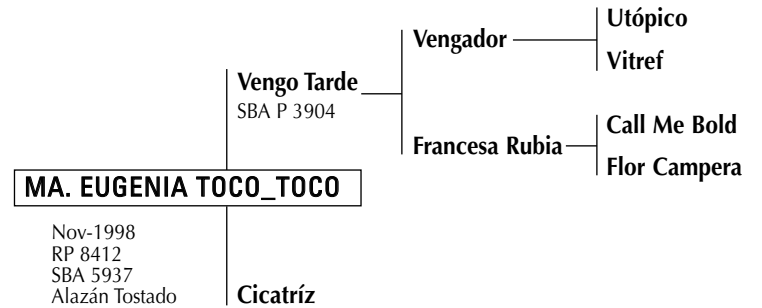 Utópico
Vengador
Vitref
Vengo Tarde
SBA P 3904
Call Me Bold
Francesa Rubia
Flor Campera
MA. EUGENIA TOCO_TOCO
Nov-1998
RP 8412
SBA 5937
Alazán Tostado
Cicatríz